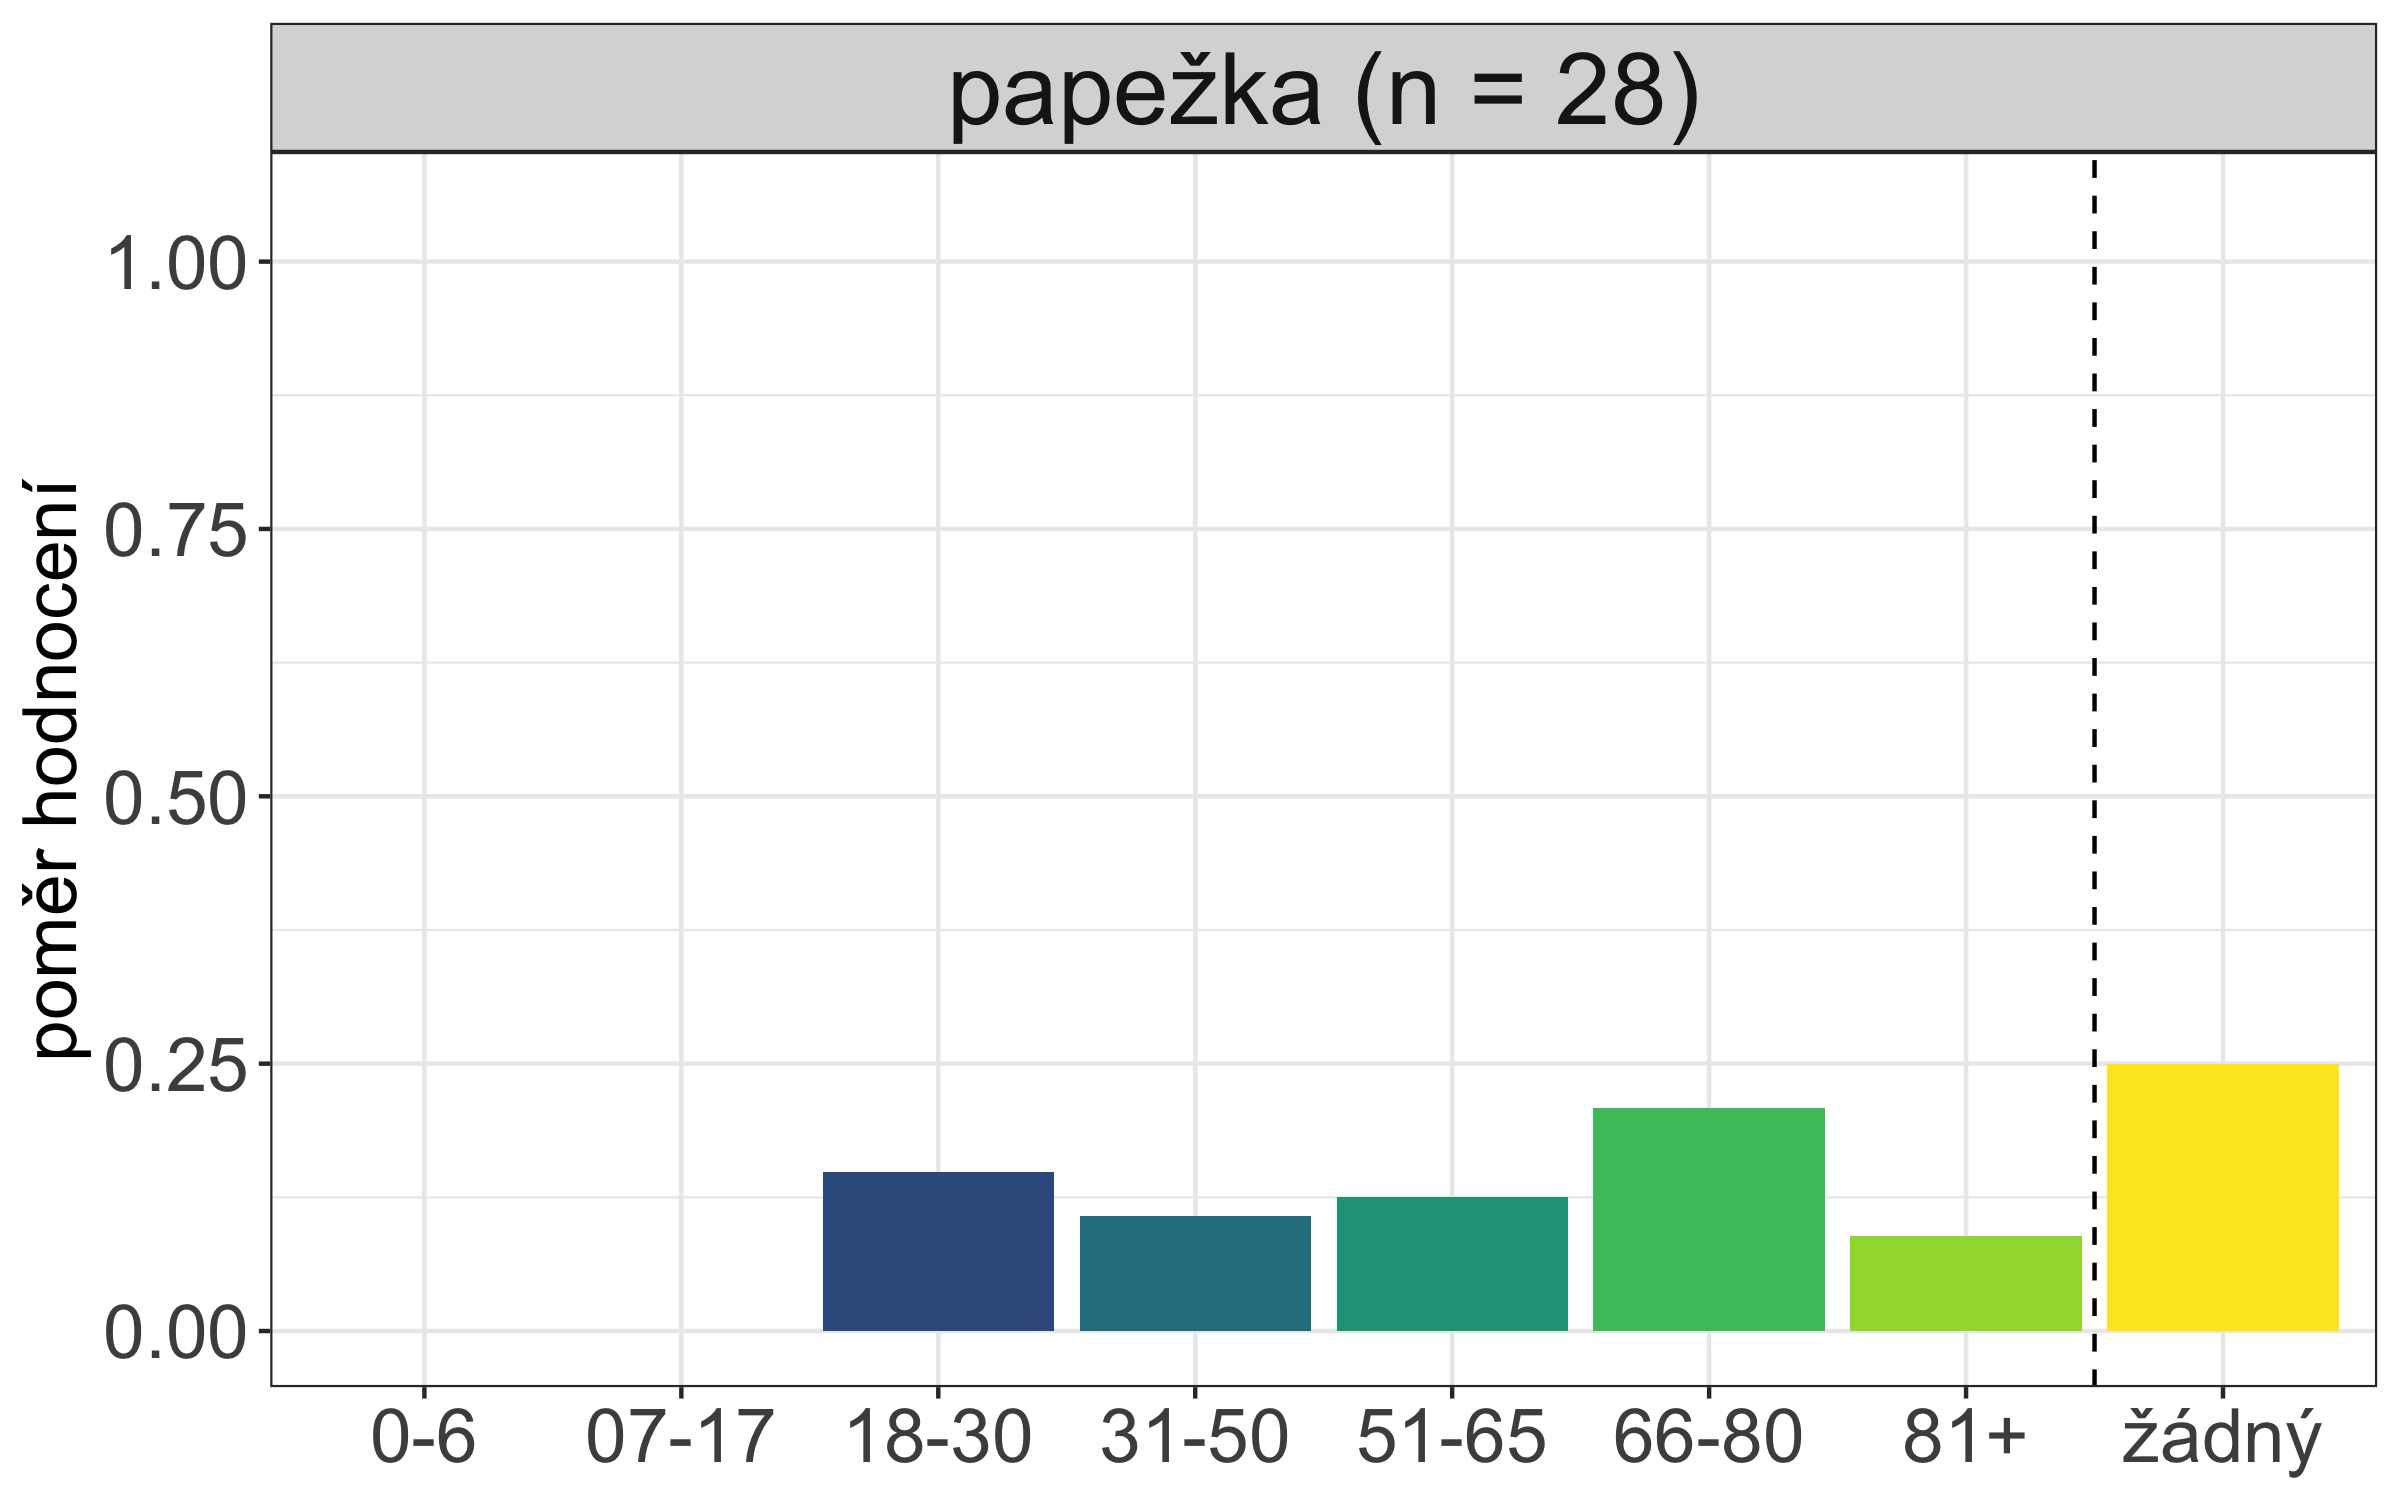 papežka (n = 28)
poměr hodnocení
1.00
0.75
0.50
0.25
0.00
0-6 07-17 18-30 31-50 51-65 66-80 81+ žádný